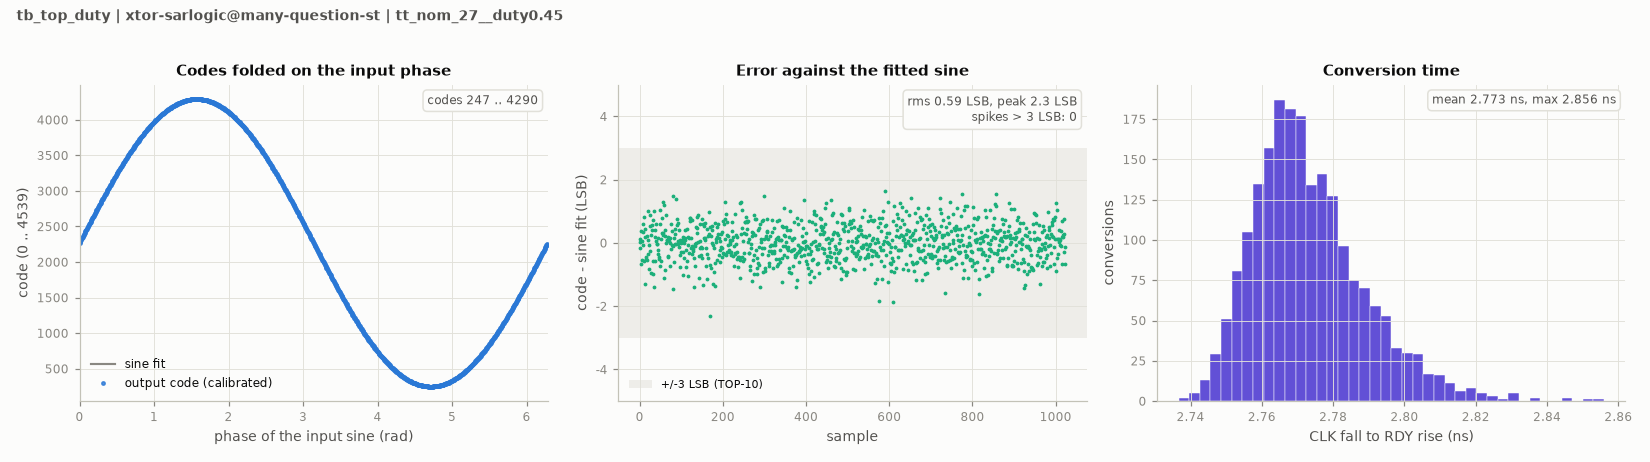 tb_top_duty | xtor-sarlogic@many-question-st | tt_nom_27__duty0.45
Codes folded on the input phase
codes 247 .. 4290
code (0 .. 4539)
4000
3500
3000
2500
2000
1500
1000
500
sine fit
output code (calibrated)
0 1 2 3 4 5 6
phase of the input sine (rad)
Error against the fitted sine
rms 0.59 LSB, peak 2.3 LSB
spikes > 3 LSB: 0
code - sine fit (LSB)
4
2
0
-2
-4
+/-3 LSB (TOP-10)
0 200 400 600 800 1000
sample
Conversion time
mean 2.773 ns, max 2.856 ns
conversions
175
150
125
100
75
50
25
0
2.74 2.76 2.78 2.80 2.82 2.84 2.86
CLK fall to RDY rise (ns)